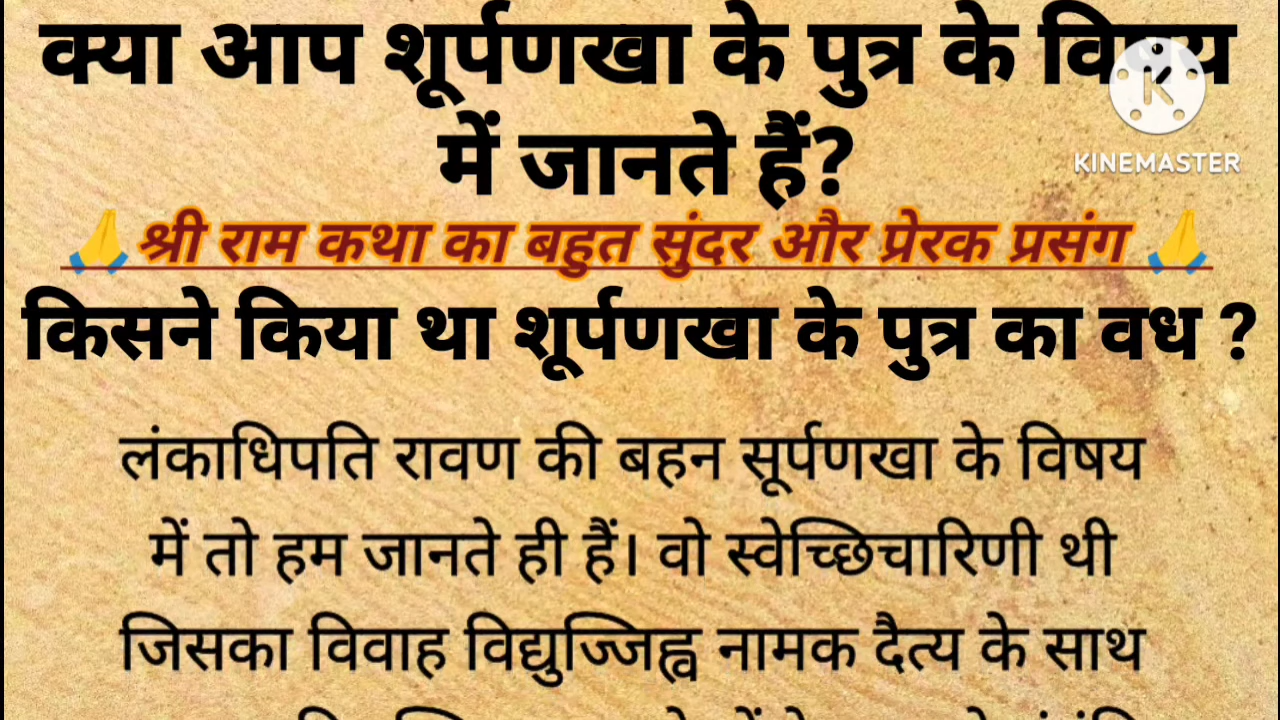 क्या आप शूर्पणखा के पुत्र के विषय
में जानते हैं?
KINEMASTER
🙏श्री राम कथा का बहुत सुंदर और प्रेरक प्रसंग 🙏
किसने किया था शूर्पणखा के पुत्र का वध ?
लंकाधिपति रावण की बहन सूर्पणखा के विषय
में तो हम जानते ही हैं। वो स्वेच्छिचारिणी थी
जिसका विवाह विद्युज्जिह्व नामक दैत्य के साथ